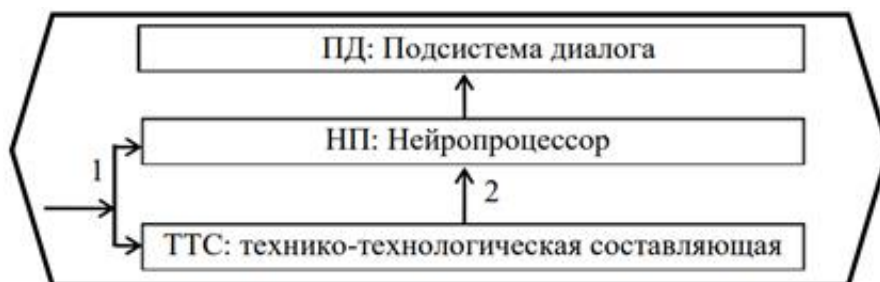 ПД: Подсистема диалога
НП: Нейропроцессор
1
2
ТТС: технико-технологическая составляющая